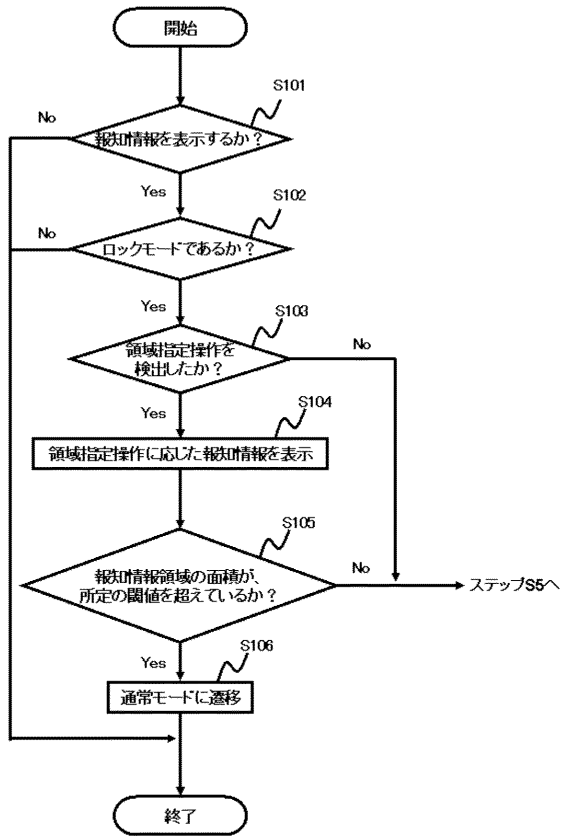 開始
S101
No
報知情報を表示するか？
Yes
S102
No
ロックモードであるか？
Yes
S103
領域指定操作を
検出したか？
No
Yes
S104
領域指定操作に応じた報知情報を表示
S105
報知情報領域の面積が、
所定の閾値を超えているか？
No
ステップS5へ
Yes
S106
通常モードに遷移
終了